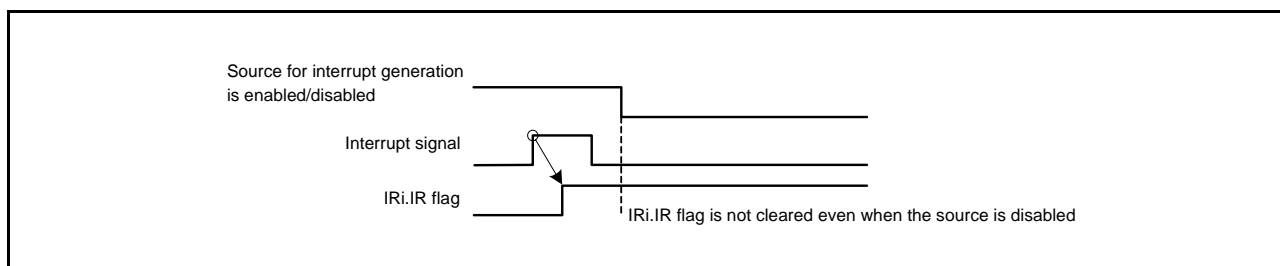 Source for interrupt generation
is enabled/disabled
Interrupt signal
IRi.IR flag
IRi.IR flag is not cleared even when the source is disabled